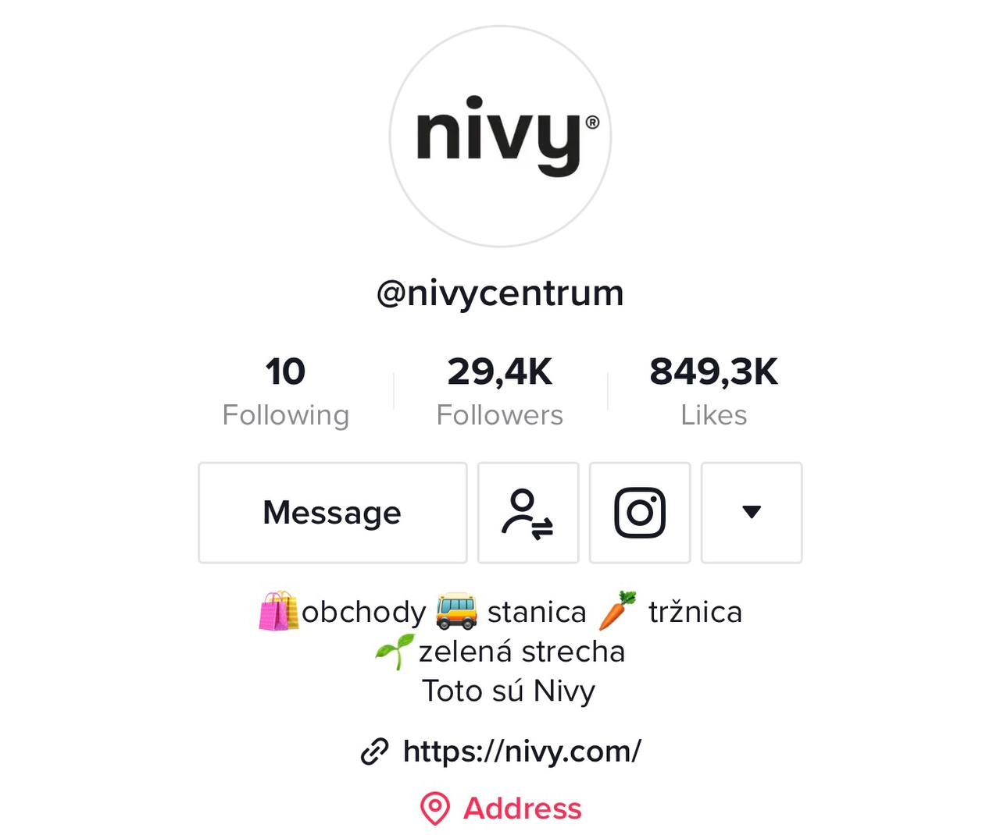 nivy®
@nivycentrum
10 29,4K 849,3K
Following Followers Likes
Message
🛍️obchody 🚌 stanica 🥕 tržnica
🌱zelená strecha
Toto sú Nivy
https://nivy.com/
Address